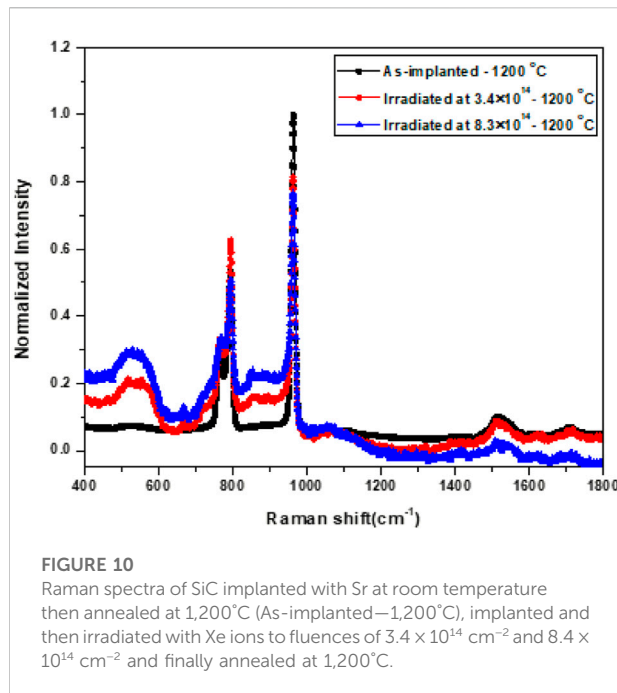 1.2
As-implanted - 1200 °C
Irradiated at 3.4×10¹⁴- 1200 °C
Irradiated at 8.3×10¹⁴- 1200 °C
1.0
0.8
0.6
0.4
0.2
0.0
Normalized Intensity
400 600 800 1000 1200 1400 1600 1800
Raman shift(cm⁻¹)
FIGURE 10
Raman spectra of SiC implanted with Sr at room temperature
then annealed at 1,200°C (As-implanted—1,200°C), implanted and
then irradiated with Xe ions to fluences of 3.4 × 10¹⁴ cm⁻² and 8.4 ×
10¹⁴ cm⁻² and finally annealed at 1,200°C.